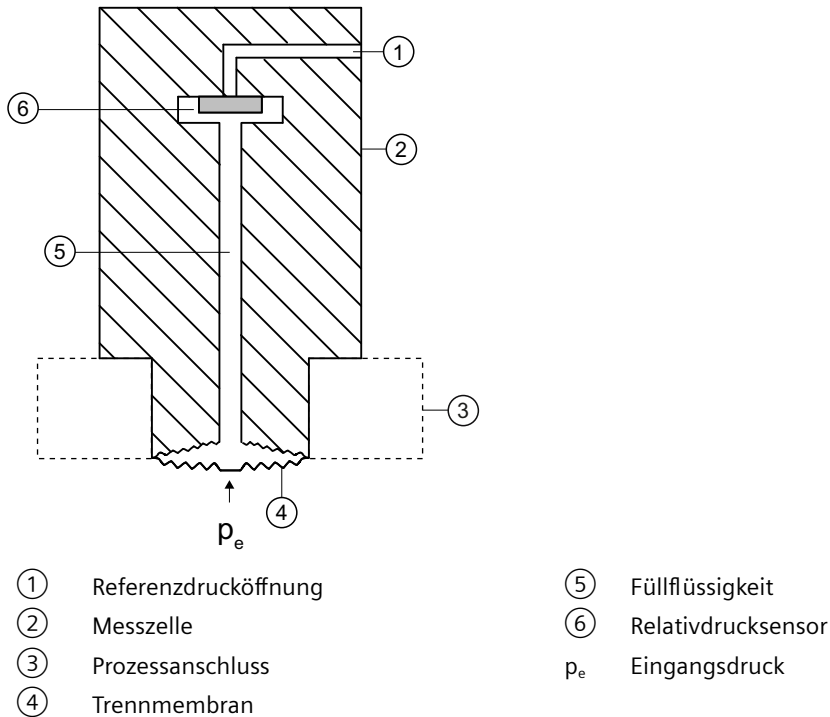 1
6
2
5
3
4
pe
1 Referenzdrucköffnung
2 Messzelle
3 Prozessanschluss
4 Trennmembran
5 Füllflüssigkeit
6 Relativdrucksensor
pe Eingangsdruck